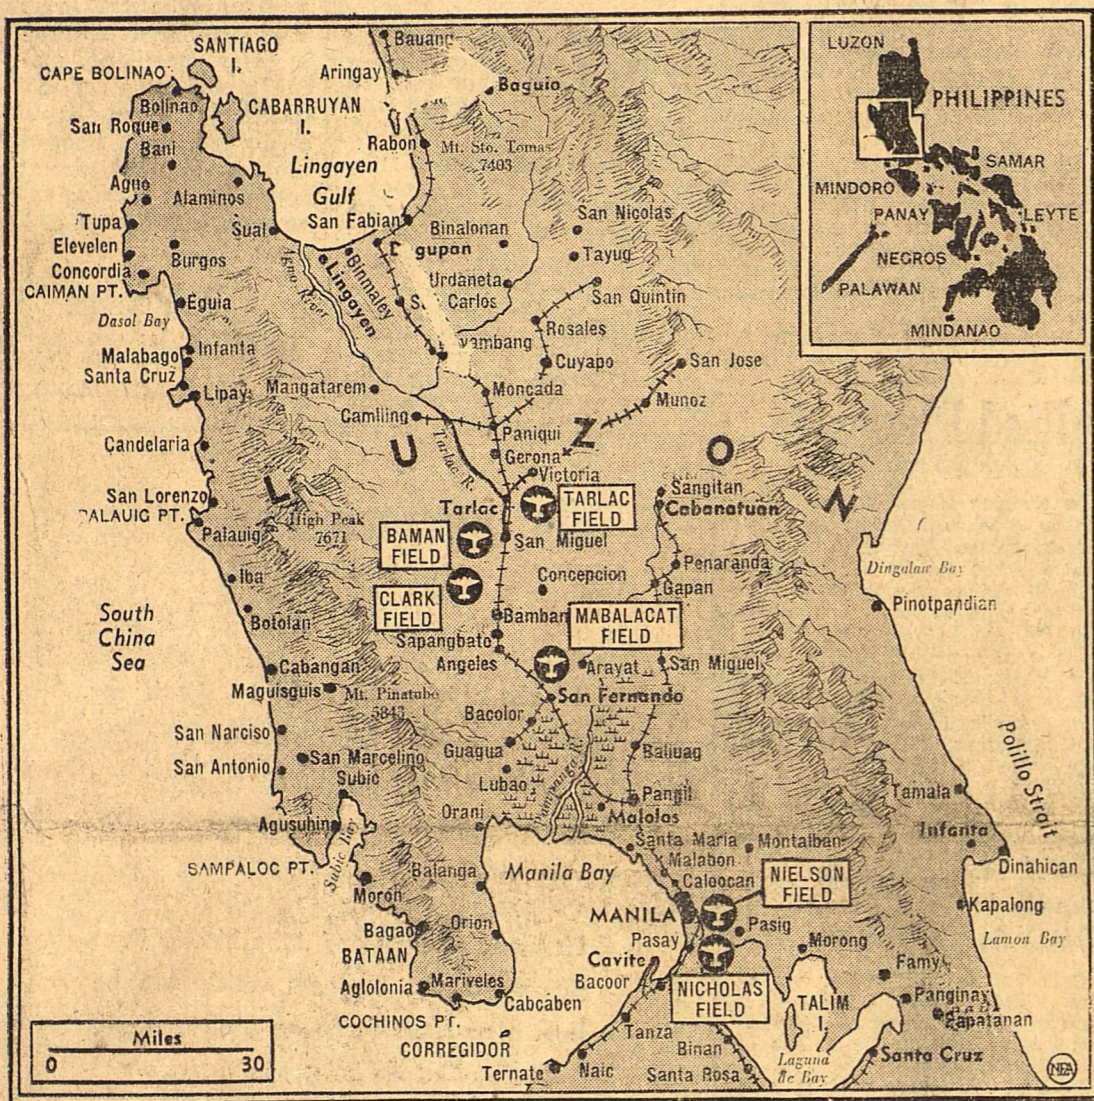 SANTIAGO
I.
CAPE BOLINAO
Bolinao
CABARRUYAN
I.
San Roque
Bani
Agno
Alaminos
Tupa
Elevelen
Concordia
CAIMAN PT.
Burgos
Sual
Lingayen
Gulf
Bauang
Aringay
Baguio
Rabon
Mt. Sto. Tomas
7403
San Fabian
Binalonan
San Nicolas
Tayug
Urdaneta
San Quintin
Rosales
Cuyapo
San Jose
Munoz
Lingayen
Binmaley
Agno River
Carlos
Eguia
Dasol Bay
Malabago
Infanta
Santa Cruz
Lipay
Mangatarem
Moncada
Camiling
Paniqui
Gerona
Victoria
Tarlac R.
Candelaria
L U Z O N
San Lorenzo
PALAUIG PT.
Palauig
High Peak
7671
Tarlac
TARLAC
FIELD
BAMAN
FIELD
San Miguel
Sangitan
Cabanatuan
Penaranda
Gapan
Concepcion
CLARK
FIELD
Bamban
MABALACAT
FIELD
Sapangbato
Angeles
Arayat
San Miguel
Iba
Botolan
South
China
Sea
Cabangan
Maguisguis
Mt. Pinatubo
5843
San Fernando
Bacolor
Guagua
Lubao
Pampanga R.
Baliuag
Pangil
Malolos
San Narciso
San Antonio
San Marcelino
Subic
Orani
Agusuhin
SAMPALOC PT.
Subic Bay
Moron
Balanga
Manila Bay
Santa Maria
Montalban
Malabon
Caloocan
NIELSON
FIELD
MANILA
Pasig
Pasay
Cavite
Bacoor
NICHOLAS
FIELD
Bagac
BATAAN
Orion
Aglolonia
Mariveles
Cabcaben
COCHINOS PT.
CORREGIDOR
Ternate
Naic
Tanza
Binan
Santa Rosa
Laguna
de Bay
TALIM
I.
Morong
Famy
Panginay
Papatanan
Santa Cruz
Dingalan Bay
Pinotpandian
Polillo Strait
Tamala
Infanta
Dinahican
Kapalong
Lamon Bay
LUZON
PHILIPPINES
SAMAR
MINDORO
PANAY
LEYTE
NEGROS
PALAWAN
MINDANAO
Miles
0 30
NEA